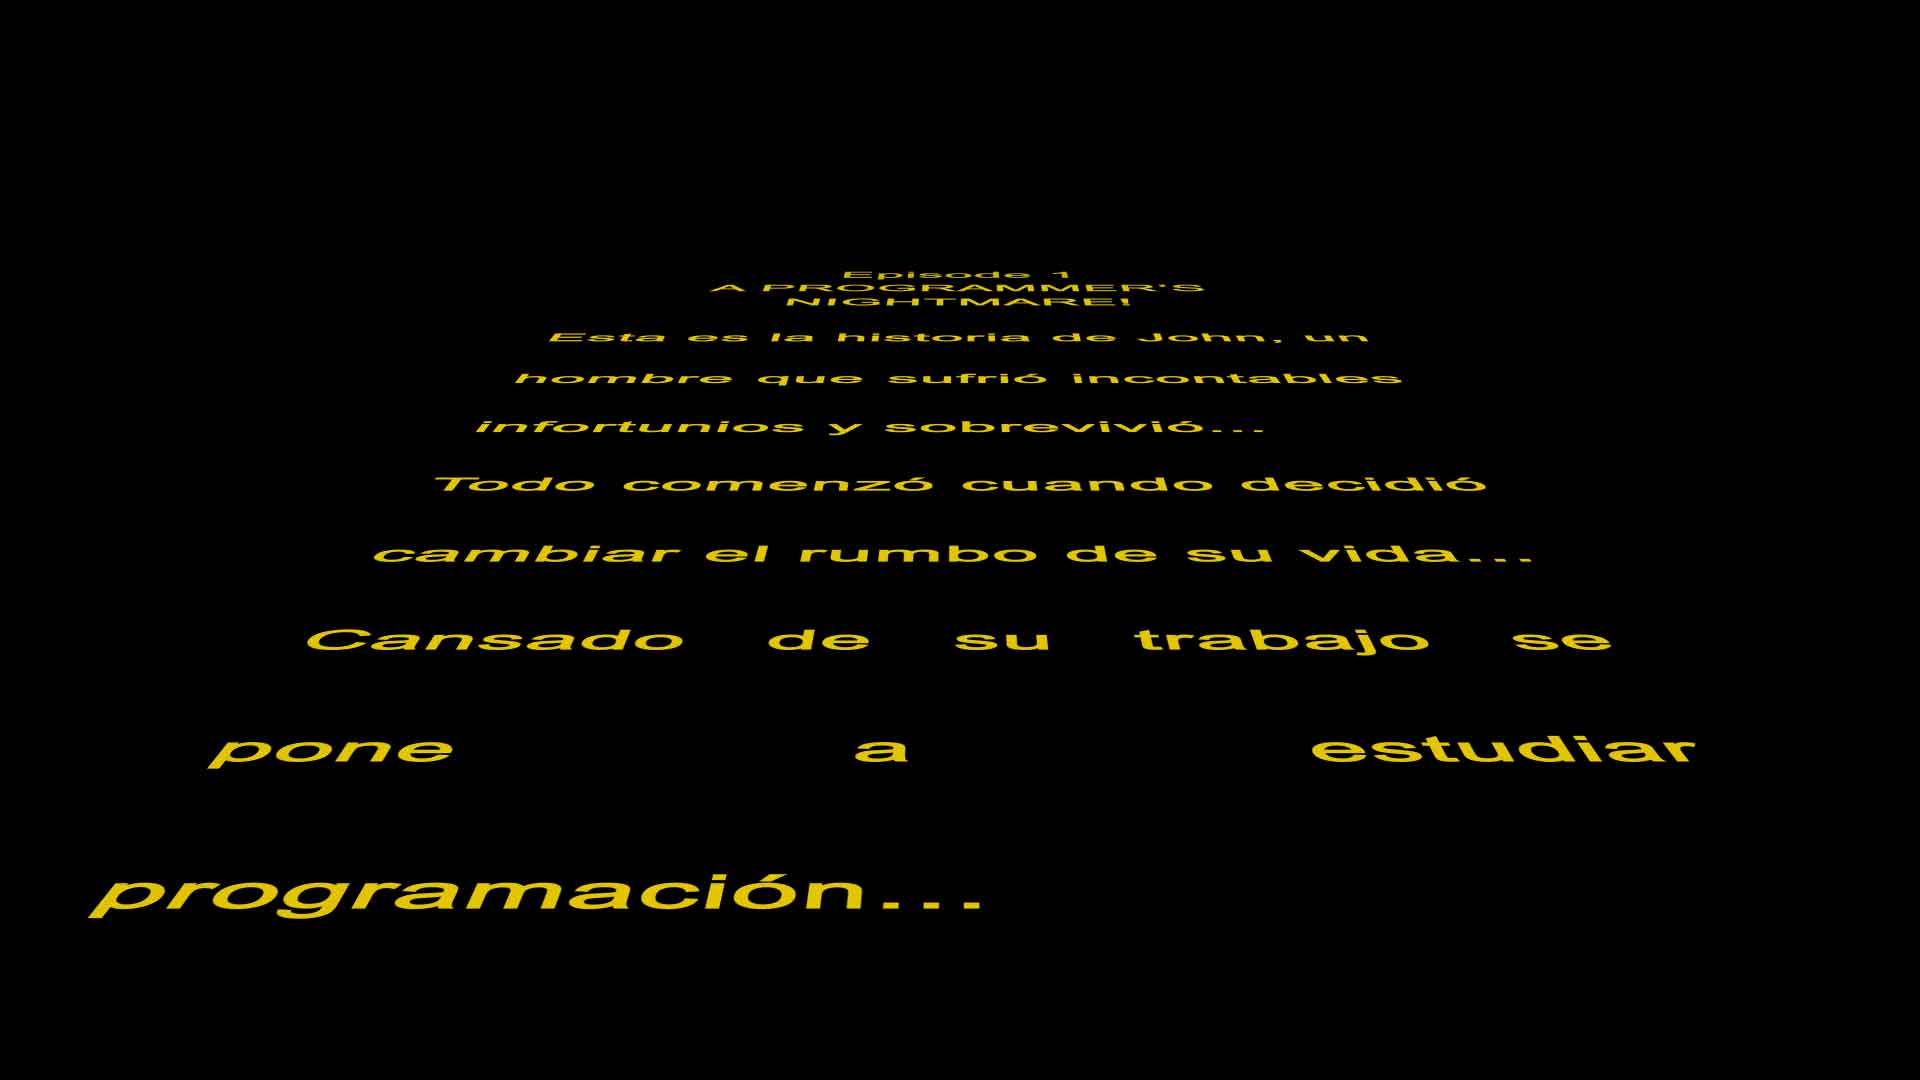 Episode 1
A PROGRAMMER'S
NIGHTMARE!
Esta es la historia de John, un
hombre que sufrió incontables
infortunios y sobrevivió...
Todo comenzó cuando decidió
cambiar el rumbo de su vida...
Cansado de su trabajo se
pone a estudiar
programación...